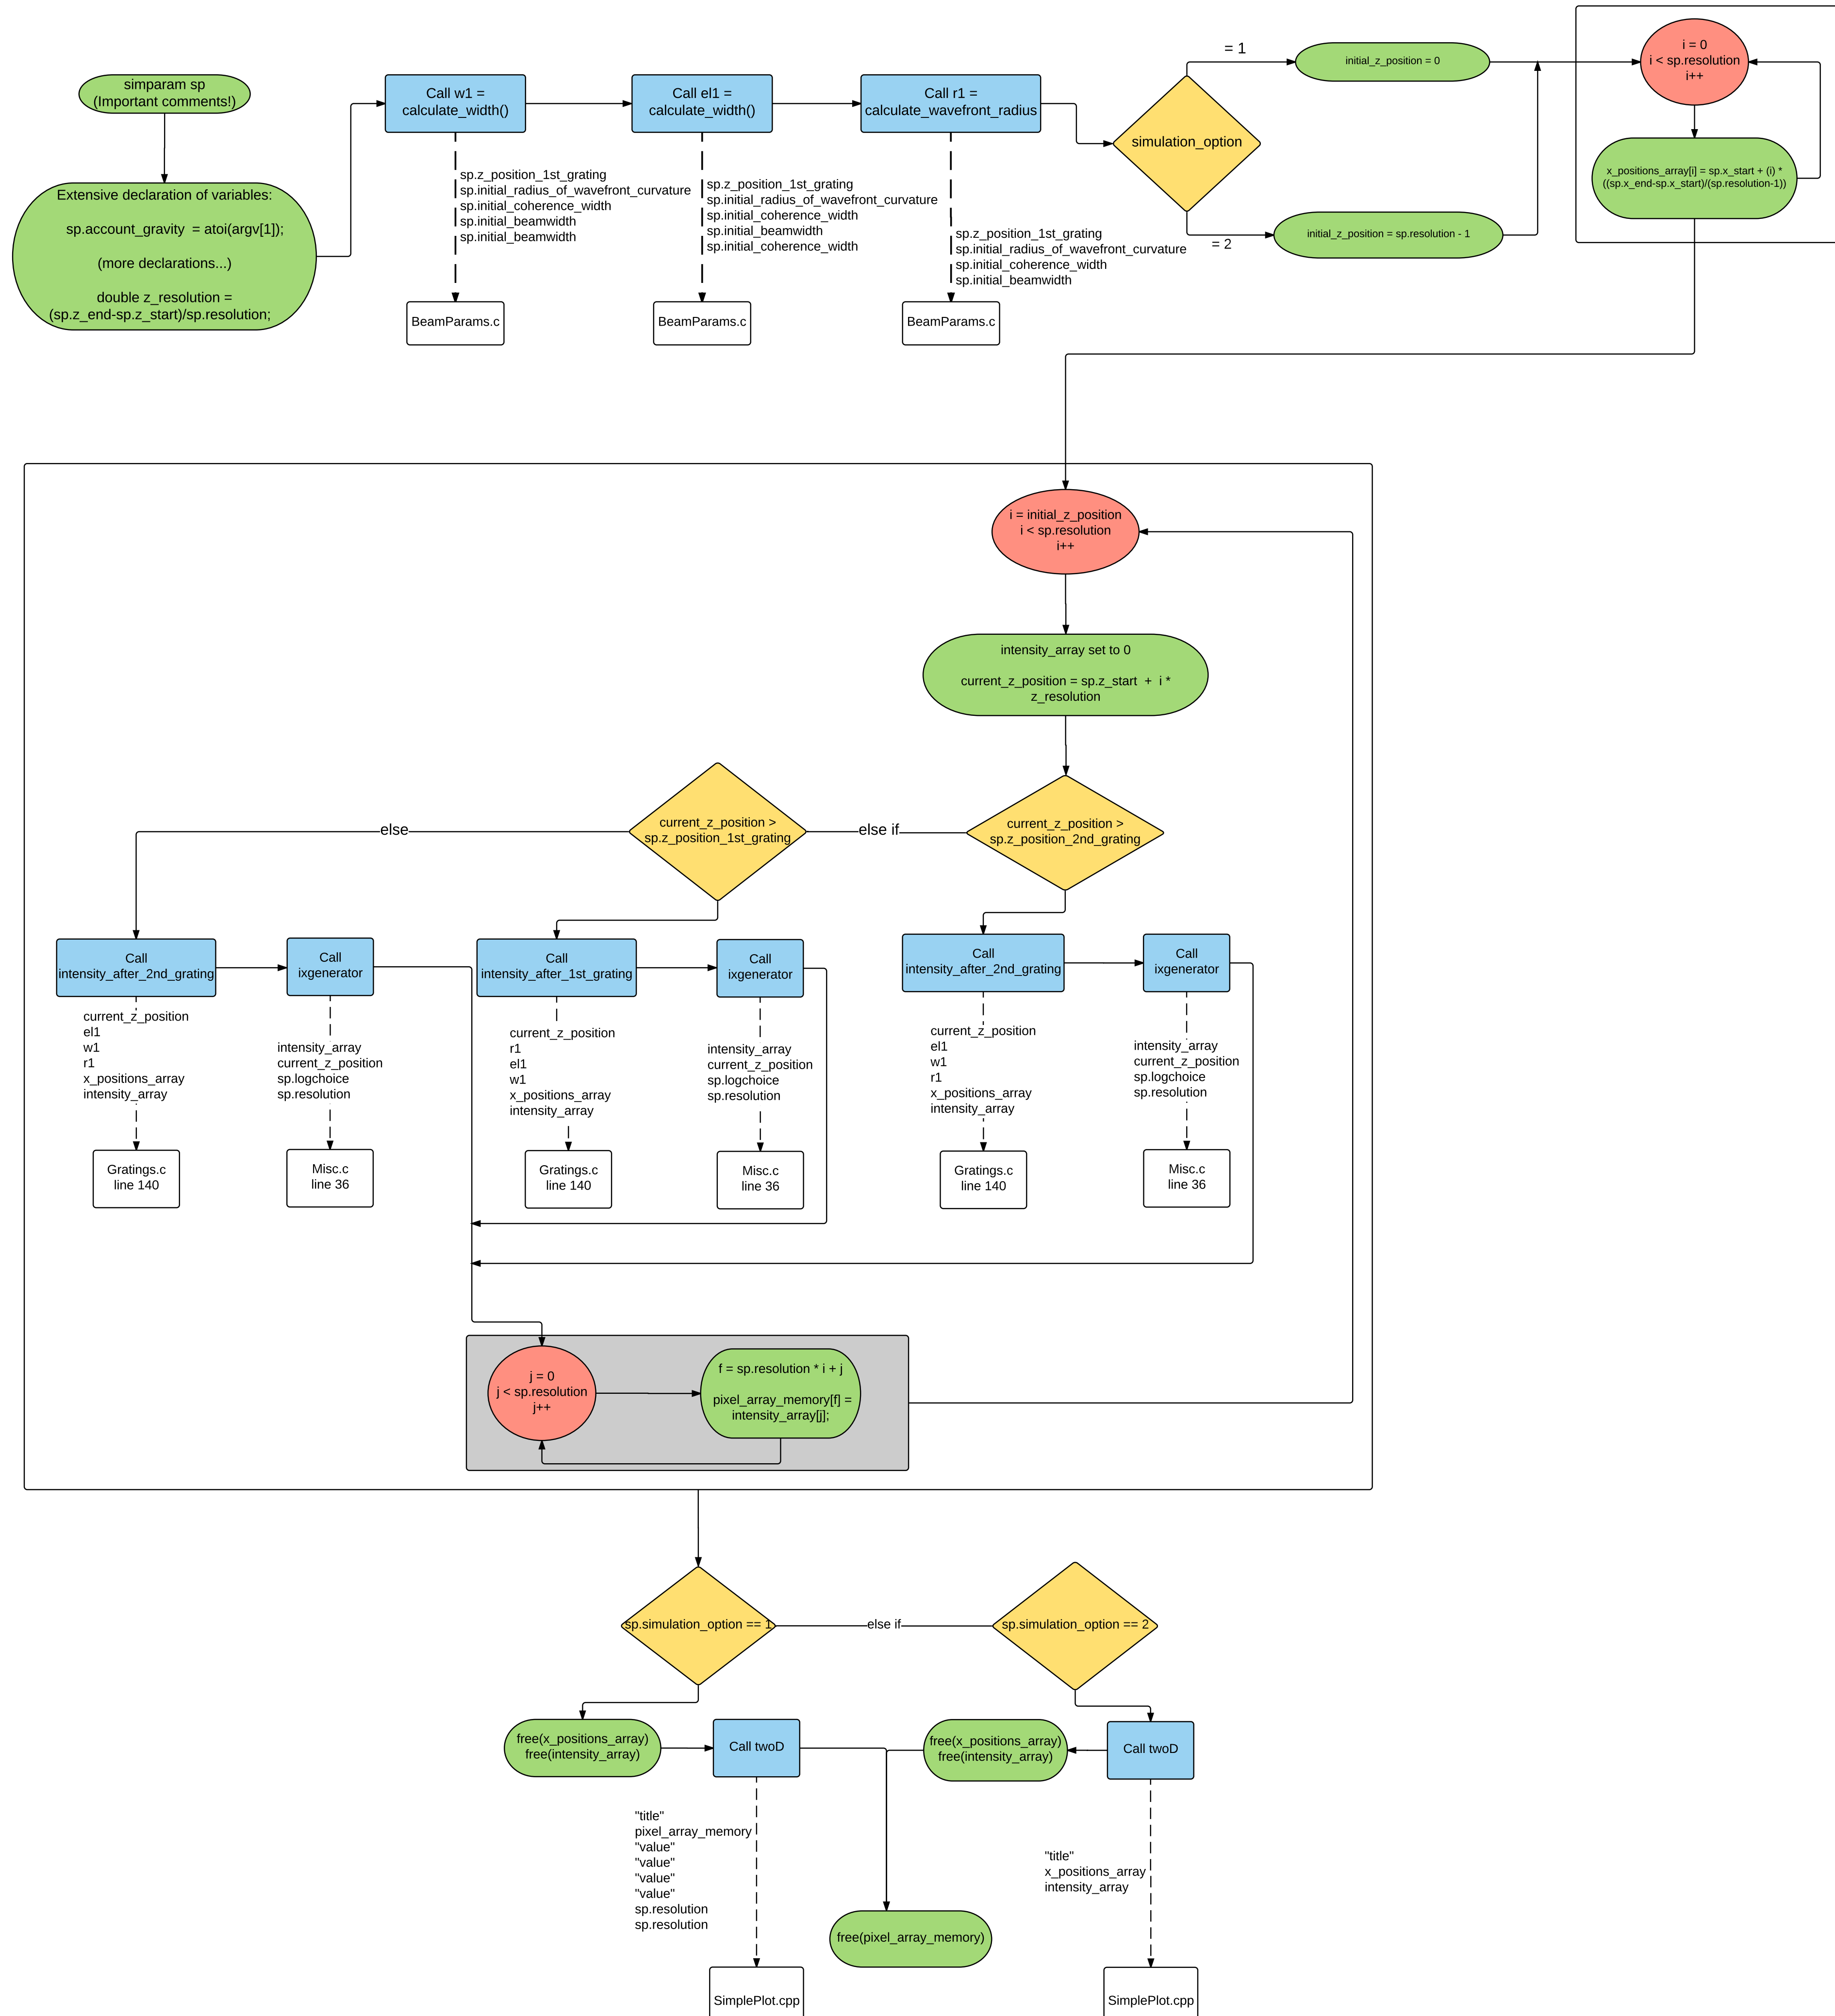 simparam sp
(Important comments!)
Extensive declaration of variables:
sp.account_gravity  = atoi(argv[1]);
(more declarations...)
double z_resolution =
(sp.z_end-sp.z_start)/sp.resolution;
Call w1 =
calculate_width()
sp.z_position_1st_grating
sp.initial_radius_of_wavefront_curvature
sp.initial_coherence_width
sp.initial_beamwidth
sp.initial_beamwidth
BeamParams.c
Call el1 =
calculate_width()
sp.z_position_1st_grating
sp.initial_radius_of_wavefront_curvature
sp.initial_coherence_width
sp.initial_beamwidth
sp.initial_coherence_width
BeamParams.c
Call r1 =
calculate_wavefront_radius
sp.z_position_1st_grating
sp.initial_radius_of_wavefront_curvature
sp.initial_coherence_width
sp.initial_beamwidth
BeamParams.c
simulation_option
= 1
initial_z_position = 0
= 2
initial_z_position = sp.resolution - 1
i = 0
i < sp.resolution
i++
x_positions_array[i] = sp.x_start + (i) *
((sp.x_end-sp.x_start)/(sp.resolution-1))
i = initial_z_position
i < sp.resolution
i++
intensity_array set to 0
current_z_position = sp.z_start  +  i *
z_resolution
current_z_position >
sp.z_position_2nd_grating
else if
current_z_position >
sp.z_position_1st_grating
else
Call
intensity_after_2nd_grating
current_z_position
el1
w1
r1
x_positions_array
intensity_array
Gratings.c
line 140
Call
ixgenerator
intensity_array
current_z_position
sp.logchoice
sp.resolution
Misc.c
line 36
Call
intensity_after_1st_grating
current_z_position
r1
el1
w1
x_positions_array
intensity_array
Gratings.c
line 140
Call
ixgenerator
intensity_array
current_z_position
sp.logchoice
sp.resolution
Misc.c
line 36
Call
intensity_after_2nd_grating
current_z_position
el1
w1
r1
x_positions_array
intensity_array
Gratings.c
line 140
Call
ixgenerator
intensity_array
current_z_position
sp.logchoice
sp.resolution
Misc.c
line 36
j = 0
j < sp.resolution
j++
f = sp.resolution * i + j
pixel_array_memory[f] =
intensity_array[j];
sp.simulation_option == 1
else if
sp.simulation_option == 2
free(x_positions_array)
free(intensity_array)
Call twoD
free(x_positions_array)
free(intensity_array)
Call twoD
"title"
pixel_array_memory
"value"
"value"
"value"
"value"
sp.resolution
sp.resolution
"title"
x_positions_array
intensity_array
free(pixel_array_memory)
SimplePlot.cpp
SimplePlot.cpp